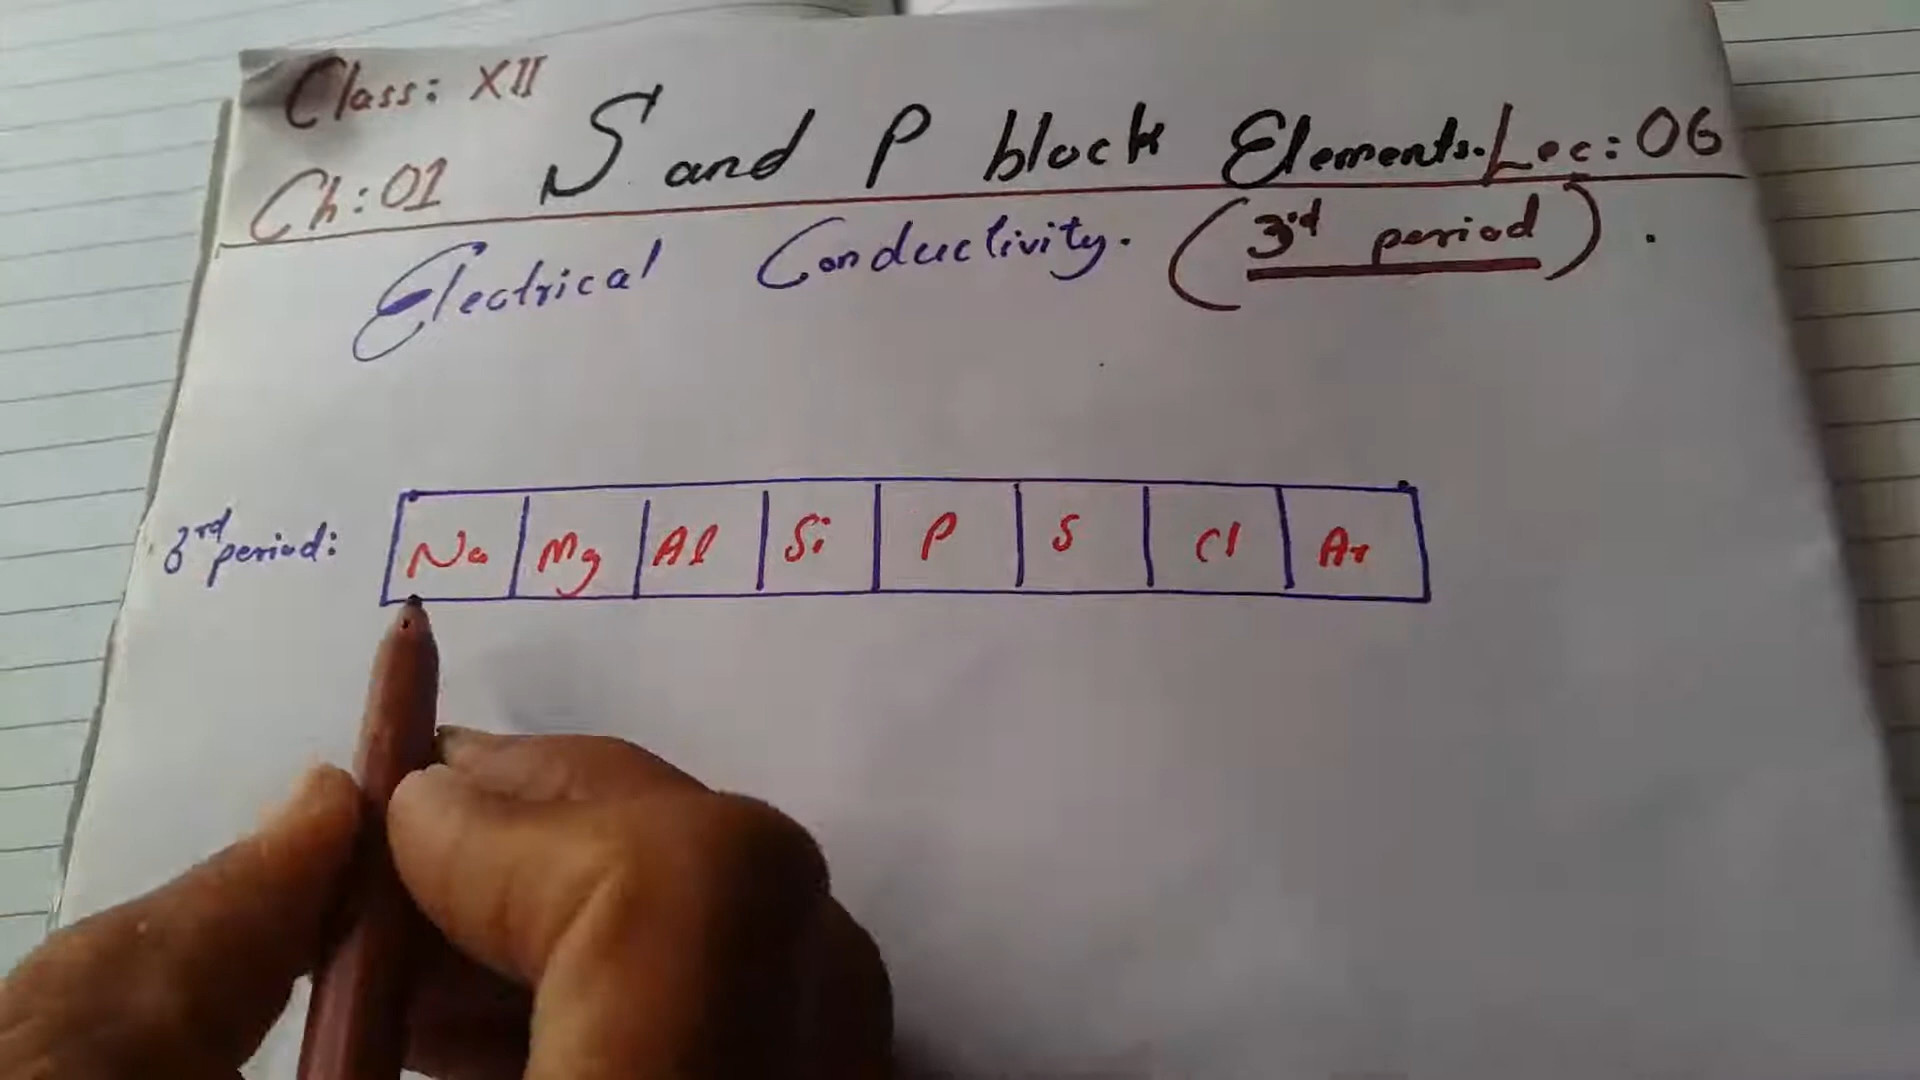 Class: XII
Ch: 01 S and P block Elements. Lec: 06
Electrical Conductivity. (3rd period).
3rd period: Na Mg Al Si P S Cl Ar